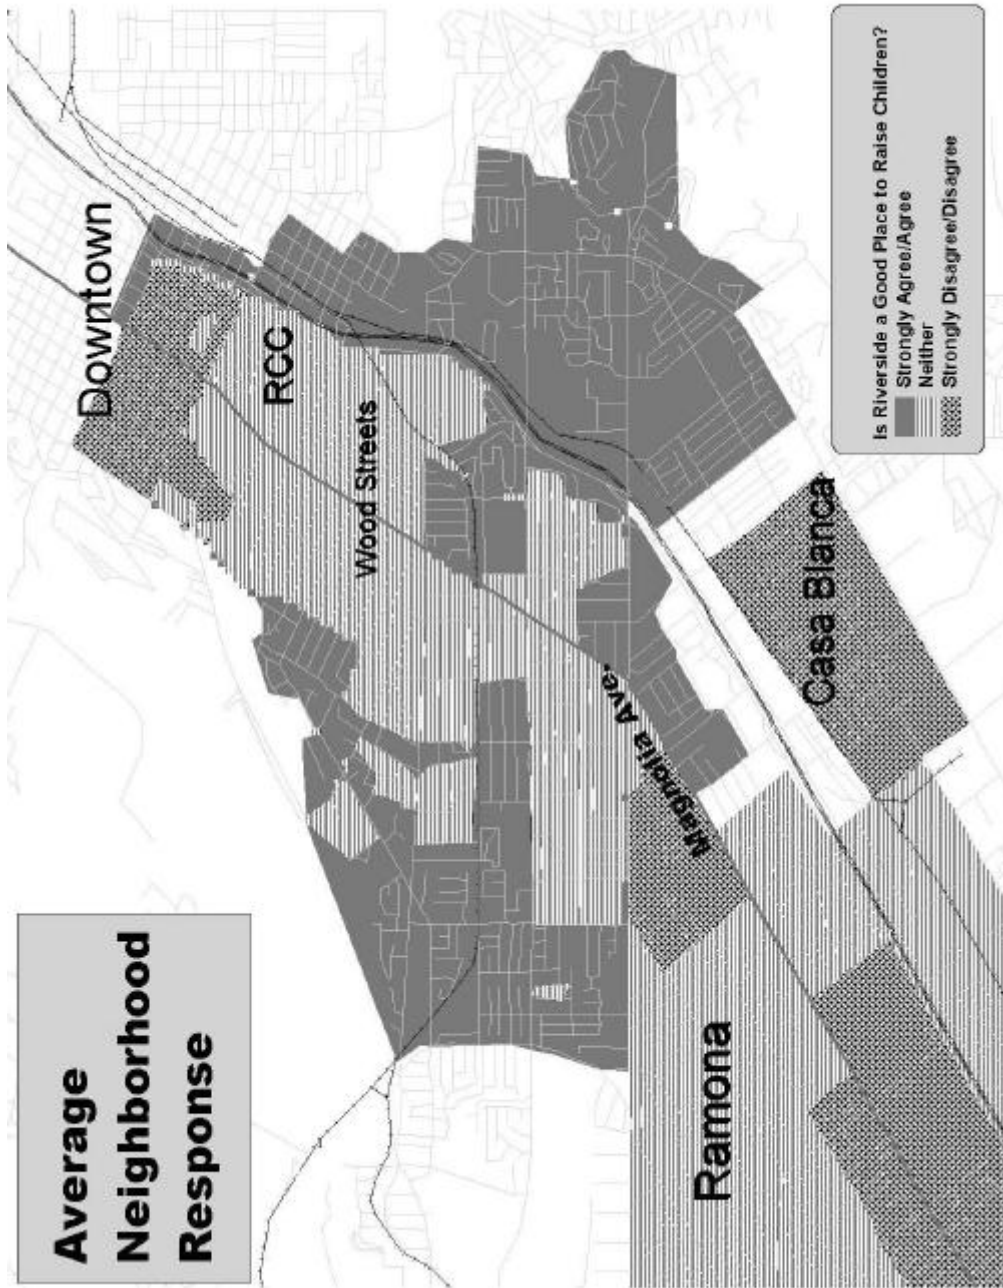 Average
Neighborhood
Response
Downtown
RCC
Wood Streets
Magnolia Ave.
Casa Blanca
Ramona
Is Riverside a Good Place to Raise Children?
Strongly Agree/Agree
Neither
Strongly Disagree/Disagree